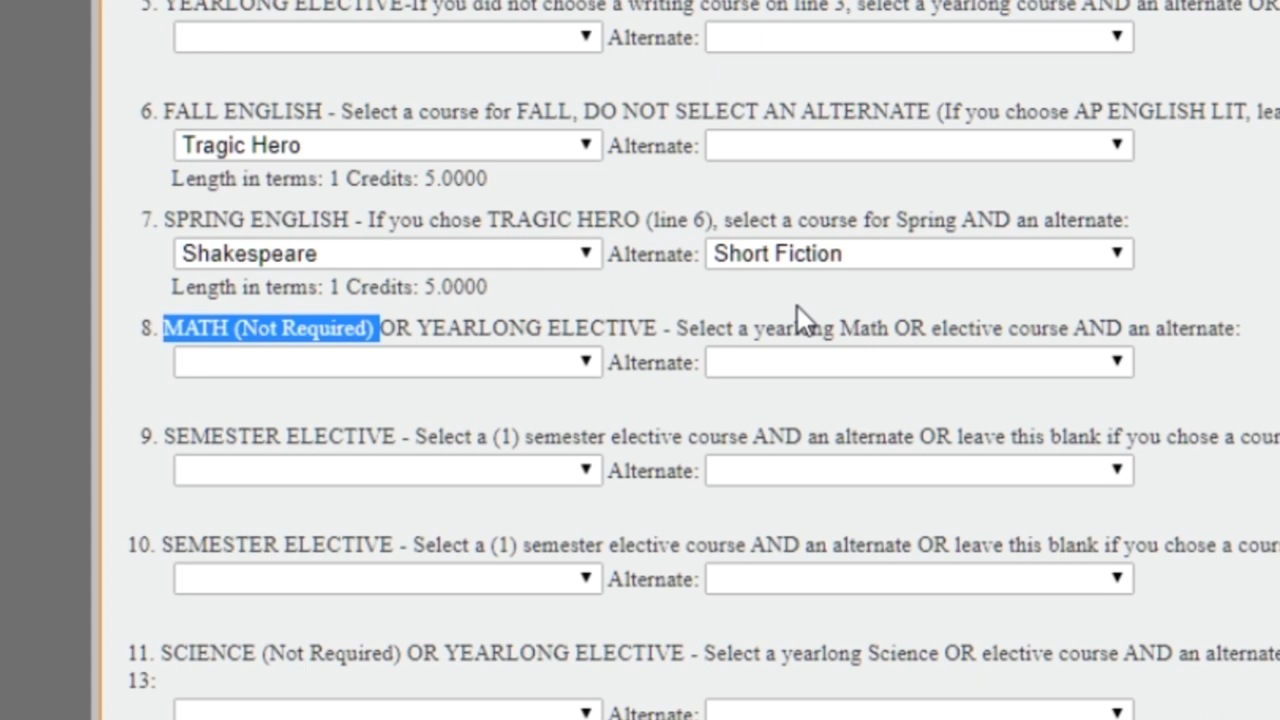 5. YEARLONG ELECTIVE-If you did not choose a writing course on line 3, select a yearlong course AND an alternate OR
Alternate:
6. FALL ENGLISH - Select a course for FALL, DO NOT SELECT AN ALTERNATE (If you choose AP ENGLISH LIT, lea
Tragic Hero Alternate:
Length in terms: 1 Credits: 5.0000
7. SPRING ENGLISH - If you chose TRAGIC HERO (line 6), select a course for Spring AND an alternate:
Shakespeare Alternate: Short Fiction
Length in terms: 1 Credits: 5.0000
8. MATH (Not Required) OR YEARLONG ELECTIVE - Select a yearlong Math OR elective course AND an alternate:
Alternate:
9. SEMESTER ELECTIVE - Select a (1) semester elective course AND an alternate OR leave this blank if you chose a cour
Alternate:
10. SEMESTER ELECTIVE - Select a (1) semester elective course AND an alternate OR leave this blank if you chose a cour
Alternate:
11. SCIENCE (Not Required) OR YEARLONG ELECTIVE - Select a yearlong Science OR elective course AND an alternate
13:
Alternate: